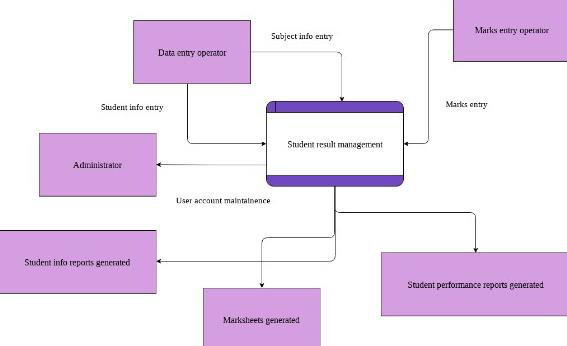 Marks entry operator
Subject info entry
Data entry operator
Student info entry
Marks entry
Student result management
Administrator
User account maintainence
Student info reports generated
Student performance reports generated
Marksheets generated